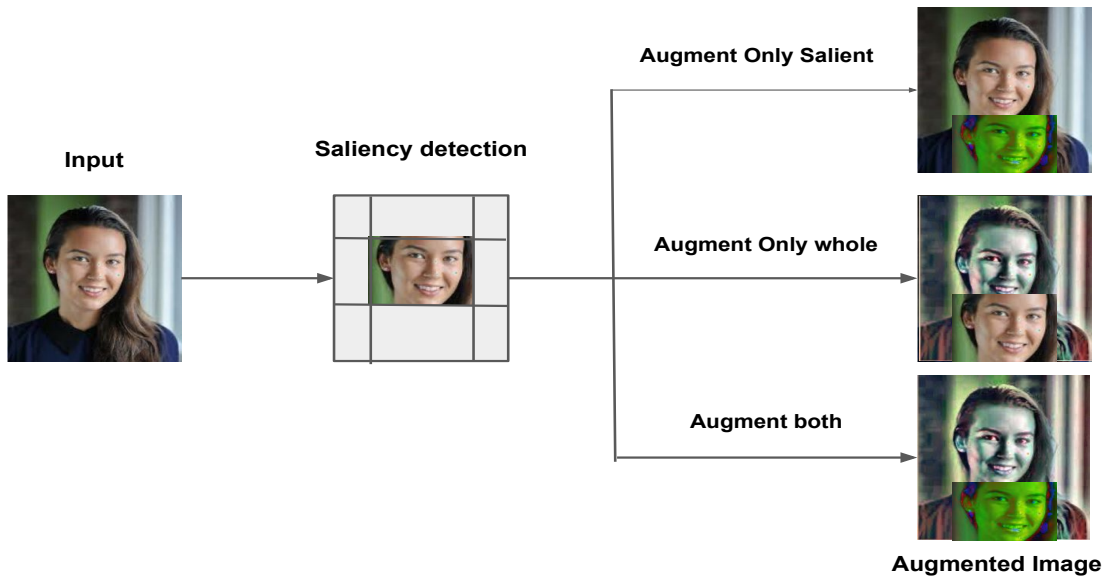 Input
Saliency detection
Augment Only Salient
Augment Only whole
Augment both
Augmented Image